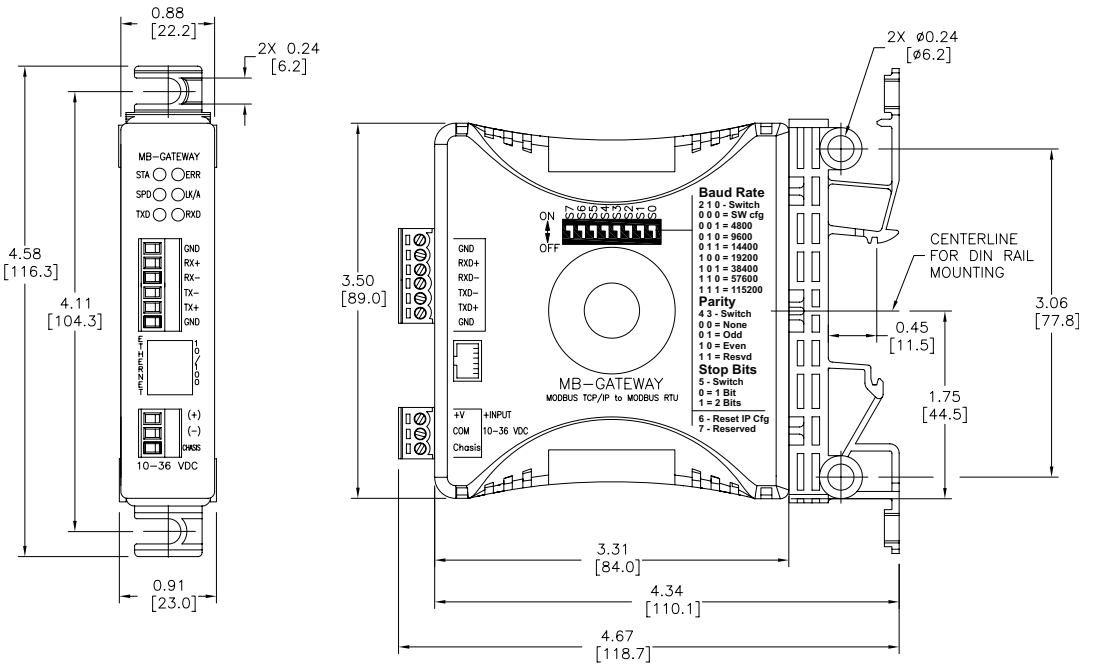 0.88
[22.2]
2X 0.24
[6.2]
4.58
[116.3]
4.11
[104.3]
MB-GATEWAY
STA ERR
SPD LK/A
TXD RXD
GND
RX+
RX-
TX-
TX+
GND
ETHERNET
10/100
(+)
(-)
CHASIS
10-36 VDC
0.91
[23.0]
3.50
[89.0]
ON
OFF
S7 S6 S5 S4 S3 S2 S1 S0
GND
RXD+
RXD-
TXD-
TXD+
GND
MB-GATEWAY
MODBUS TCP/IP to MODBUS RTU
+V +INPUT
COM 10-36 VDC
Chasis
Baud Rate
2 1 0 - Switch
0 0 0 = SW cfg
0 0 1 = 4800
0 1 0 = 9600
0 1 1 = 14400
1 0 0 = 19200
1 0 1 = 38400
1 1 0 = 57600
1 1 1 = 115200
Parity
4 3 - Switch
0 0 = None
0 1 = Odd
1 0 = Even
1 1 = Resvd
Stop Bits
5 - Switch
0 = 1 Bit
1 = 2 Bits
6 - Reset IP Cfg
7 - Reserved
2X ø0.24
[ø6.2]
CENTERLINE
FOR DIN RAIL
MOUNTING
3.06
[77.8]
0.45
[11.5]
1.75
[44.5]
3.31
[84.0]
4.34
[110.1]
4.67
[118.7]